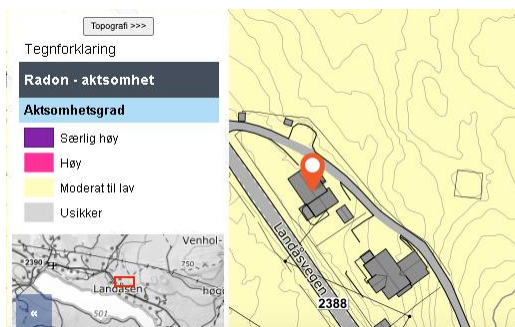 Topografi >>>
Tegnforklaring
Radon - aktsomhet
Aktsomhetsgrad
Særlig høy
Høy
Moderat til lav
Usikker
Venhol-
2390
750
Landåsen
høg
501
«
Landåsvegen
2388